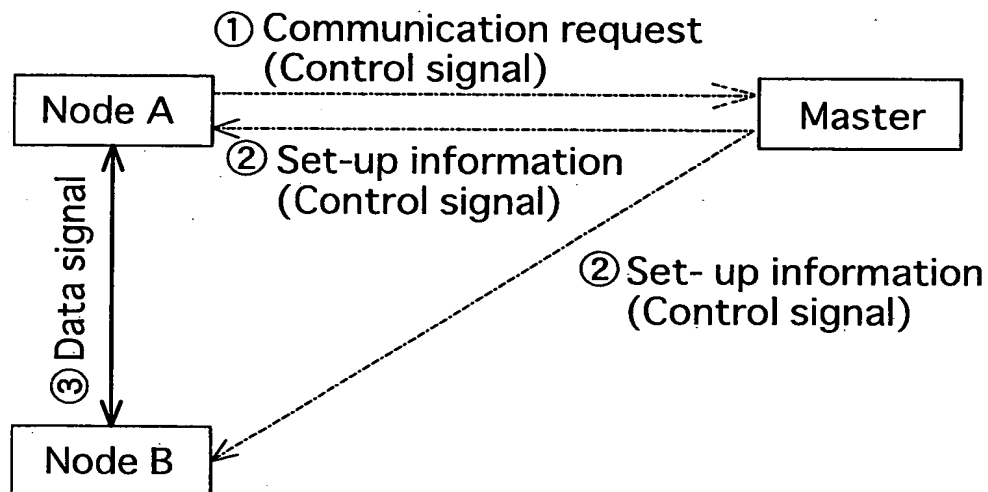 ① Communication request
(Control signal)
Node A
Master
② Set-up information
(Control signal)
③ Data signal
② Set- up information
(Control signal)
Node B